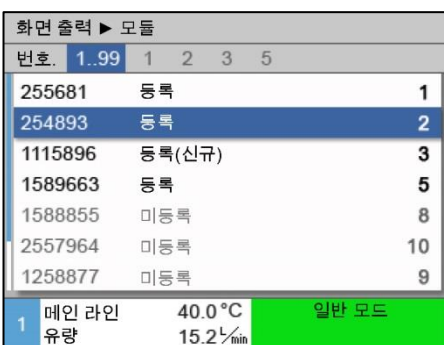 화면 출력 ▶ 모듈
번호. 1..99 1 2 3 5
255681 등록 1
254893 등록 2
1115896 등록(신규) 3
1589663 등록 5
1588855 미등록 8
2557964 미등록 10
1258877 미등록 9
1 메인 라인 40.0 °C 일반 모드
유량 15.2 L/min